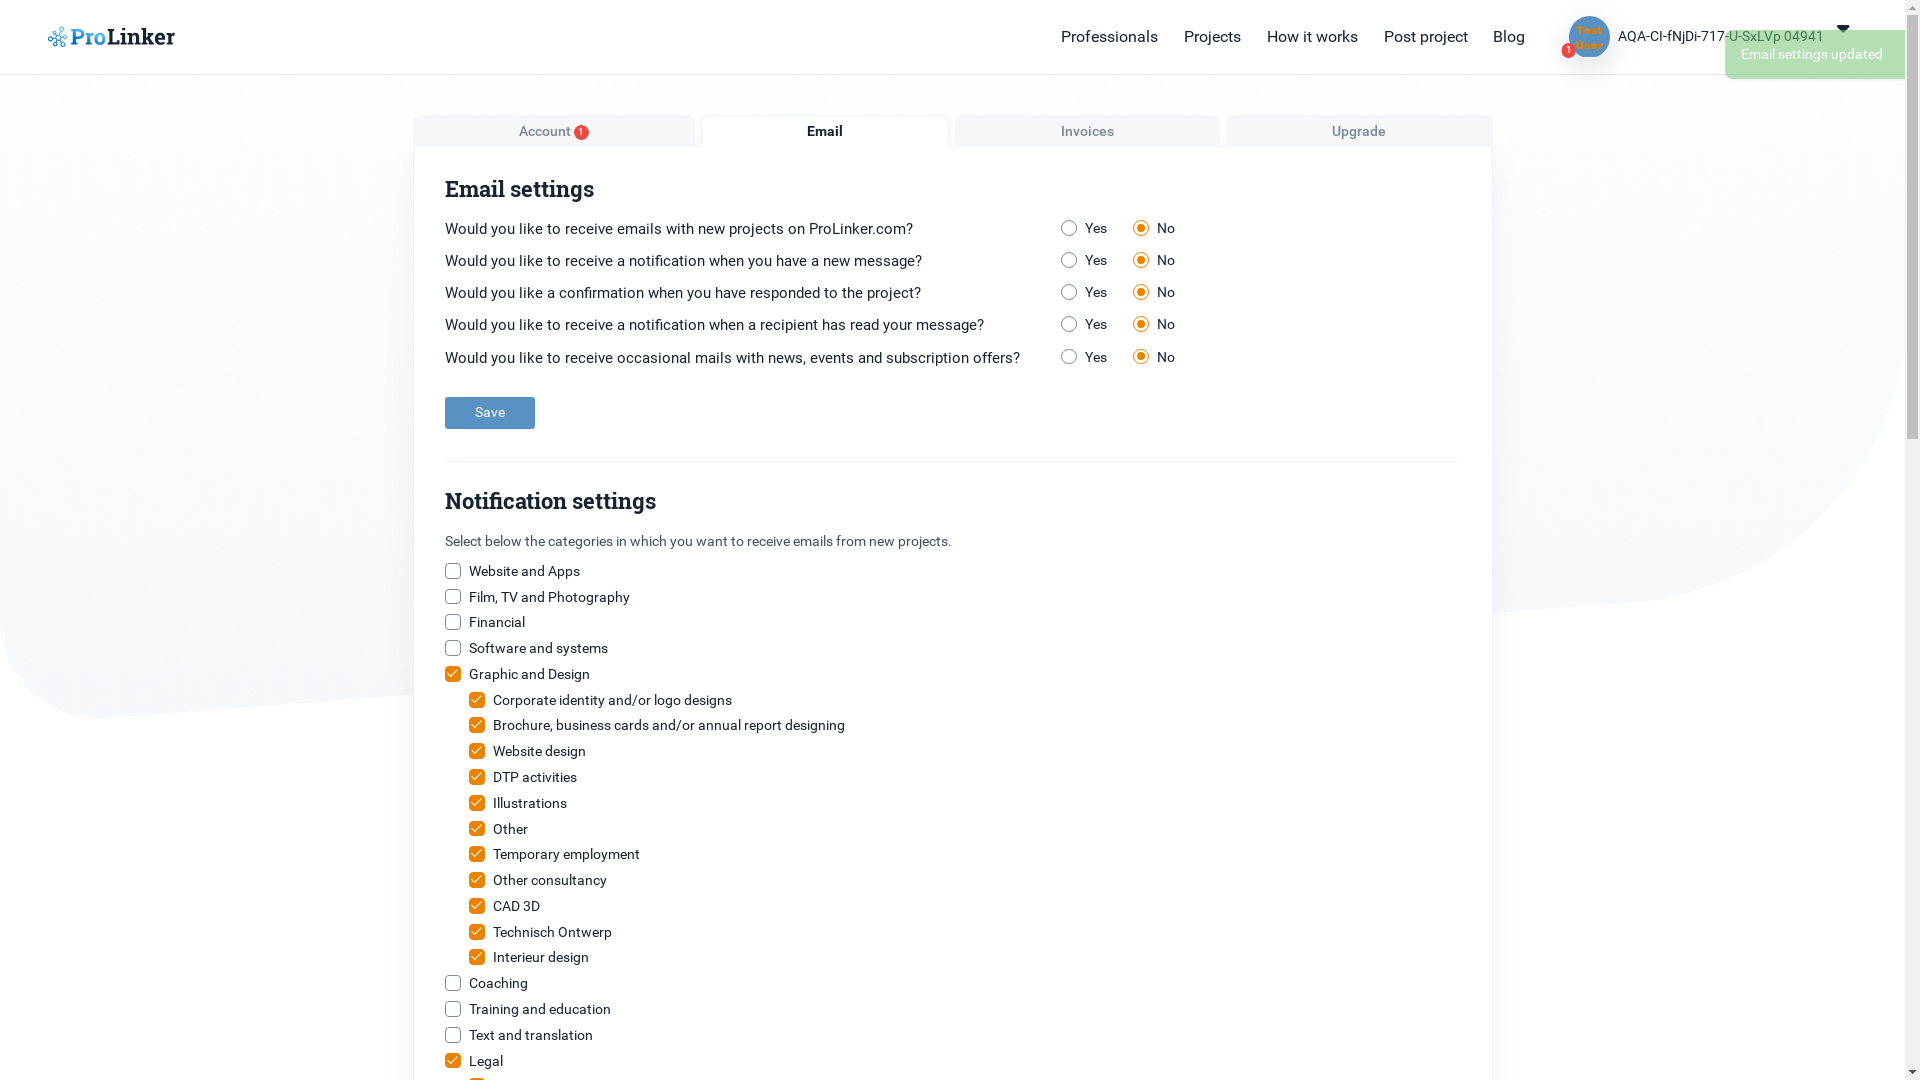 ProLinker
Professionals Projects How it works Post project Blog
Test User
1
AQA-CI-fNjDi-717-U-SxLVp 04941
Email settings updated
Account 1 Email Invoices Upgrade
Email settings
Would you like to receive emails with new projects on ProLinker.com? Yes No
Would you like to receive a notification when you have a new message? Yes No
Would you like a confirmation when you have responded to the project? Yes No
Would you like to receive a notification when a recipient has read your message? Yes No
Would you like to receive occasional mails with news, events and subscription offers? Yes No
Save
Notification settings
Select below the categories in which you want to receive emails from new projects.
Website and Apps
Film, TV and Photography
Financial
Software and systems
Graphic and Design
Corporate identity and/or logo designs
Brochure, business cards and/or annual report designing
Website design
DTP activities
Illustrations
Other
Temporary employment
Other consultancy
CAD 3D
Technisch Ontwerp
Interieur design
Coaching
Training and education
Text and translation
Legal